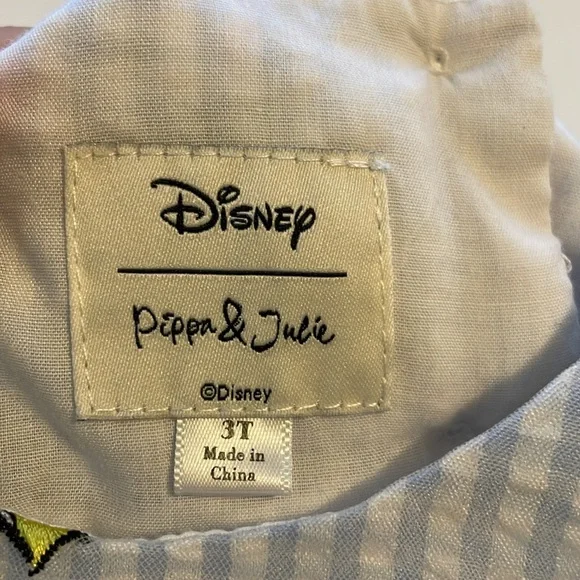 Disney
Pippa & Julie
©Disney
3T
Made in
China